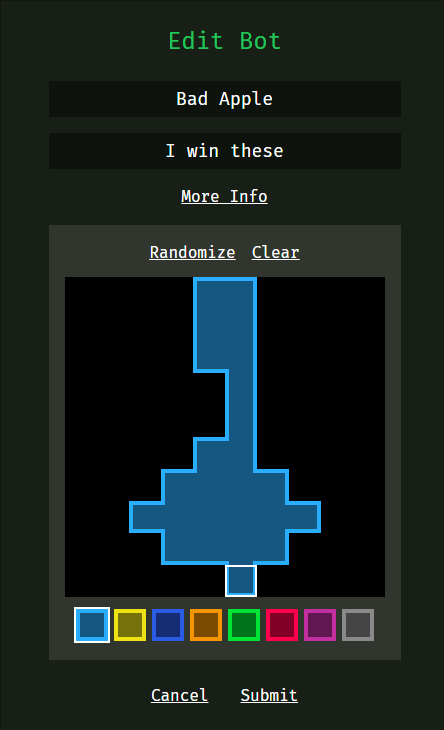 Edit Bot
Bad Apple
I win these
More Info
Randomize Clear
Cancel Submit